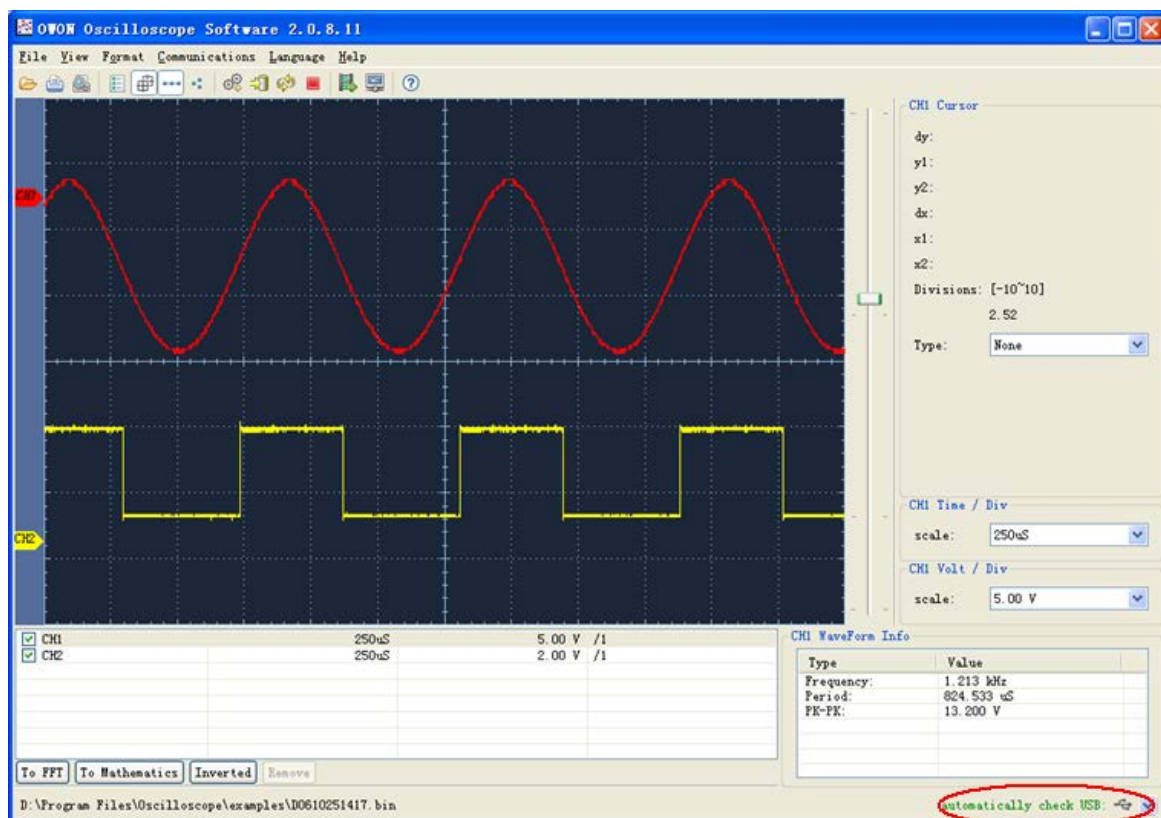 OWON Oscilloscope Software 2.0.8.11
File View Format Communications Language Help
CH1
CH2
CH1 Cursor
dy:
y1:
y2:
dx:
x1:
x2:
Divisions: [-10~10]
2.52
Type: None
CH1 Time / Div
scale: 250uS
CH1 Volt / Div
scale: 5.00 V
CH1 250uS 5.00 V /1
CH2 250uS 2.00 V /1
CH1 WaveForm Info
Type Value
Frequency: 1.213 kHz
Period: 824.533 uS
PK-PK: 13.200 V
To FFT To Mathematics Inverted Remove
D:\Program Files\Oscilloscope\examples\D0610251417.bin
automatically check USB: